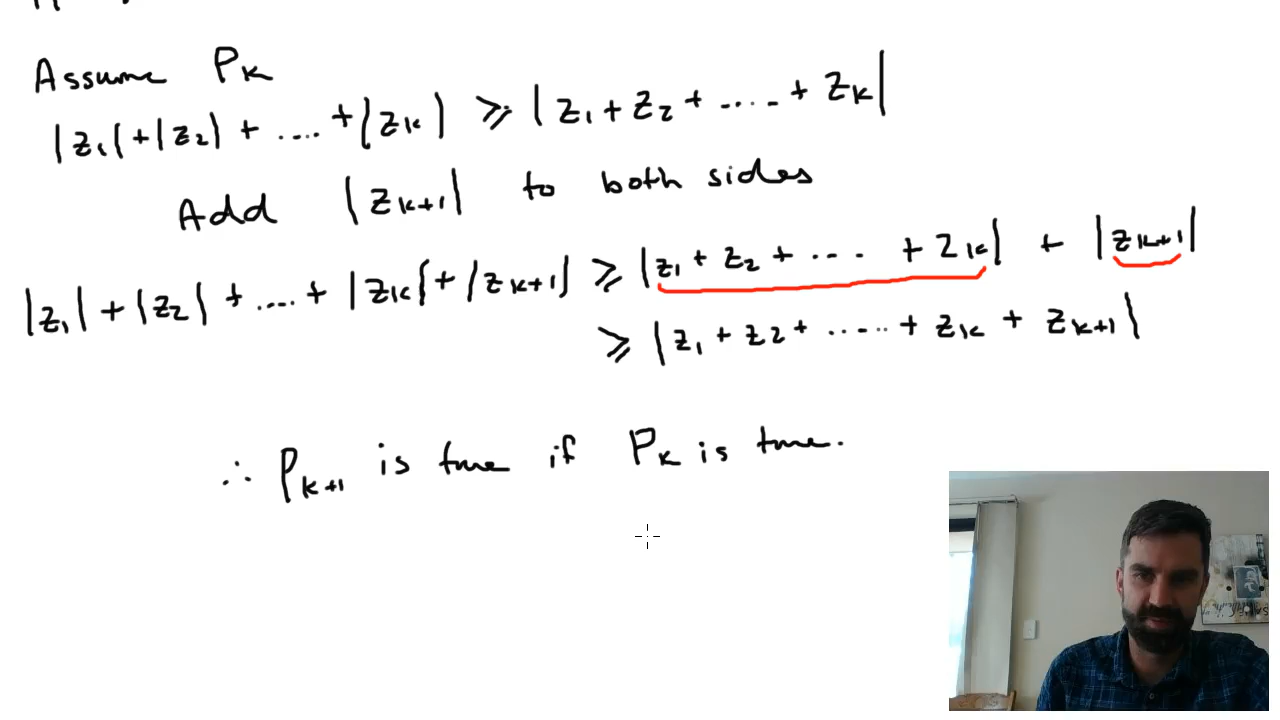 Assume Pk
|z1|+|z2| + .... +|zk| ⩾ |z1 + z2 + ..... + zk|
Add |zk+1| to both sides
|z1| + |z2| + .... + |zk| + |zk+1| ⩾ |z1 + z2 + ... + zk| + |zk+1|
⩾ |z1 + z2 + ..... + zk + zk+1|
∴ Pk+1 is true if Pk is true.